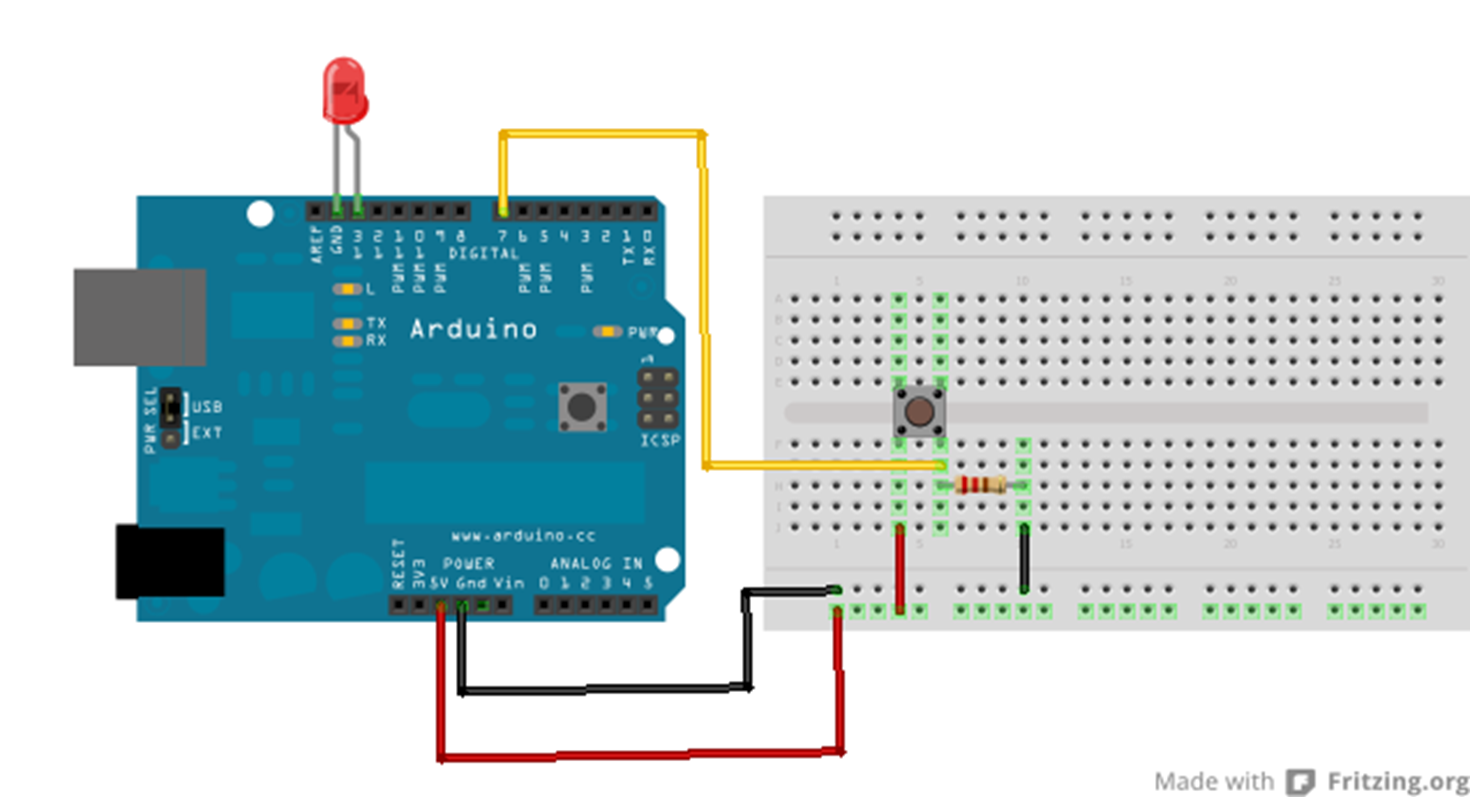 AREF GND 13 12 11 10 9 8 7 6 5 4 3 2 TX 1 RX 0
DIGITAL
PWM PWM PWM PWM PWM PWM
L
TX
RX
Arduino
PWR
1
USB
EXT
PWR SEL
ICSP
www.arduino.cc
POWER
ANALOG IN
RESET 3V3 5V Gnd Vin 0 1 2 3 4 5
1 5 10 15 20 25 30
A
B
C
D
E
F
H
I
J
1 5 15 20 25 30
Made with Fritzing.org